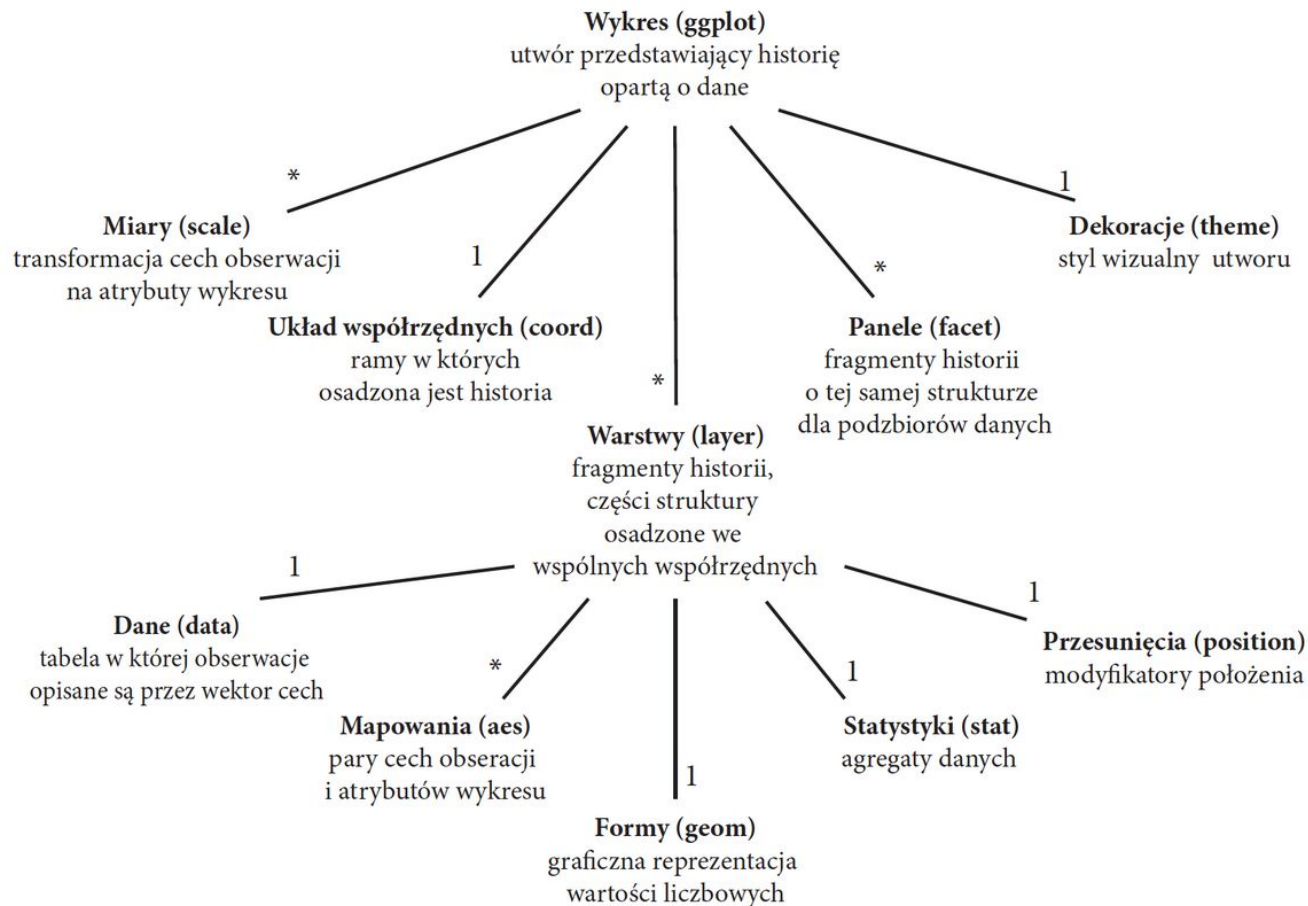 Wykres (ggplot)
utwór przedstawiający historię
opartą o dane
*
Miary (scale)
transformacja cech obserwacji
na atrybuty wykresu
1
Układ współrzędnych (coord)
ramy w których
osadzona jest historia
*
Warstwy (layer)
fragmenty historii,
części struktury
osadzone we
wspólnych współrzędnych
*
Panele (facet)
fragmenty historii
o tej samej strukturze
dla podzbiorów danych
1
Dekoracje (theme)
styl wizualny utworu
1
Dane (data)
tabela w której obserwacje
opisane są przez wektor cech
*
Mapowania (aes)
pary cech obseracji
i atrybutów wykresu
1
Formy (geom)
graficzna reprezentacja
wartości liczbowych
1
Statystyki (stat)
agregaty danych
1
Przesunięcia (position)
modyfikatory położenia